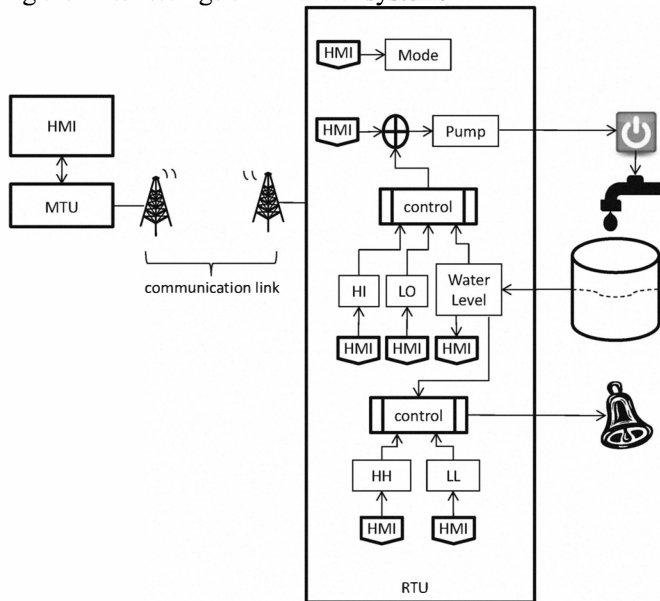 system
HMI
Mode
HMI
HMI
Pump
MTU
control
communication link
HI
LO
Water
Level
HMI
HMI
HMI
control
HH
LL
HMI
HMI
RTU